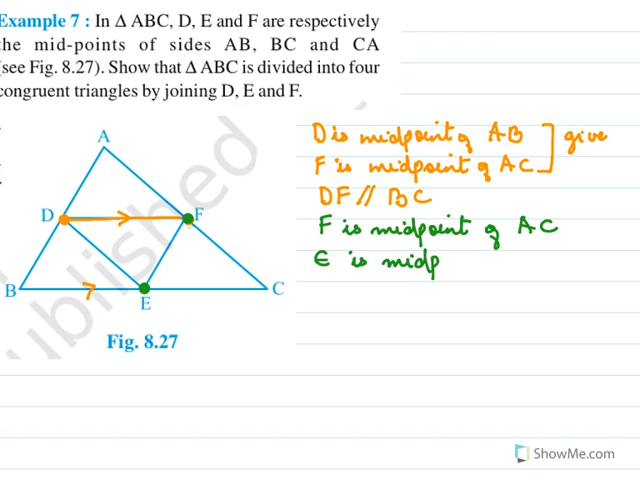 Example 7 : In Δ ABC, D, E and F are respectively
the mid-points of sides AB, BC and CA
(see Fig. 8.27). Show that Δ ABC is divided into four
congruent triangles by joining D, E and F.
D is midpoint of AB
give
F is midpoint of AC
DF // BC
F is midpoint of AC
E is midp
A
D
F
B
E
C
Fig. 8.27
ublished
ShowMe.com